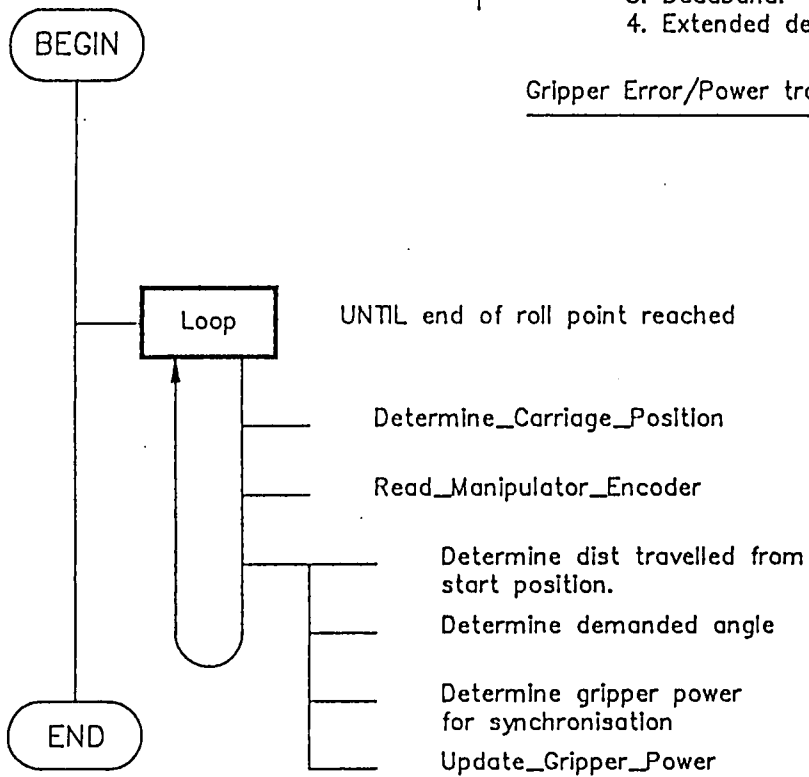 4. Extended de
Gripper Error/Power tra
BEGIN
Loop
UNTIL end of roll point reached
Determine_Carriage_Position
Read_Manipulator_Encoder
Determine dist travelled from
start position.
Determine demanded angle
Determine gripper power
for synchronisation
Update_Gripper_Power
END